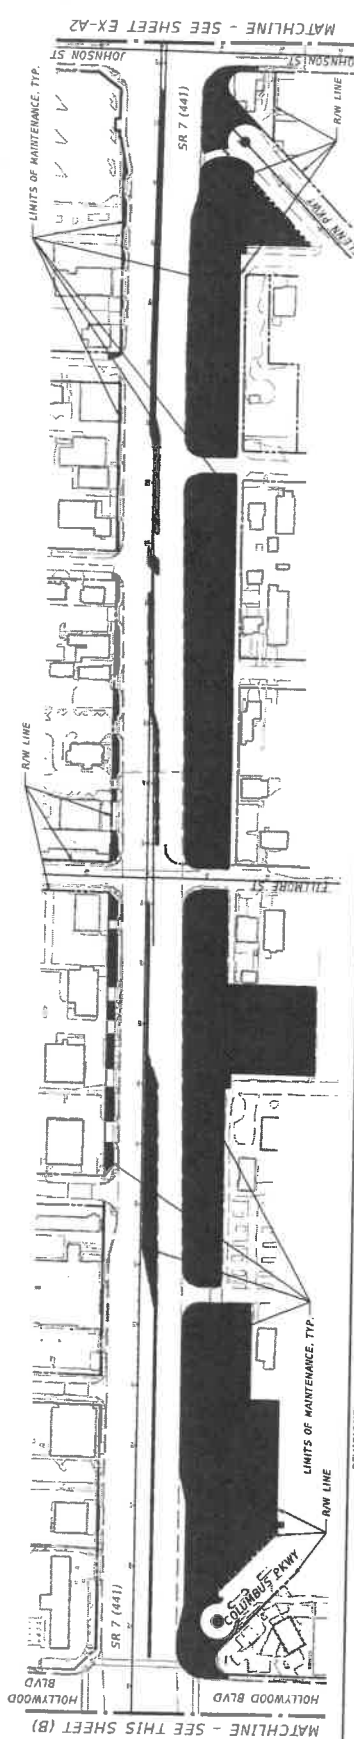 MATCHLINE - SEE SHEET EX-A2
JOHNSON ST
JOHNSON ST
LIMITS OF MAINTENANCE, TYP.
SR 7 (441)
R/W LINE
R/W LINE
FILLMORE ST
LIMITS OF MAINTENANCE, TYP.
R/W LINE
COLUMBUS PKWY
SR 7 (441)
HOLLYWOOD
BLVD
HOLLYWOOD BLVD
MATCHLINE - SEE THIS SHEET (B)